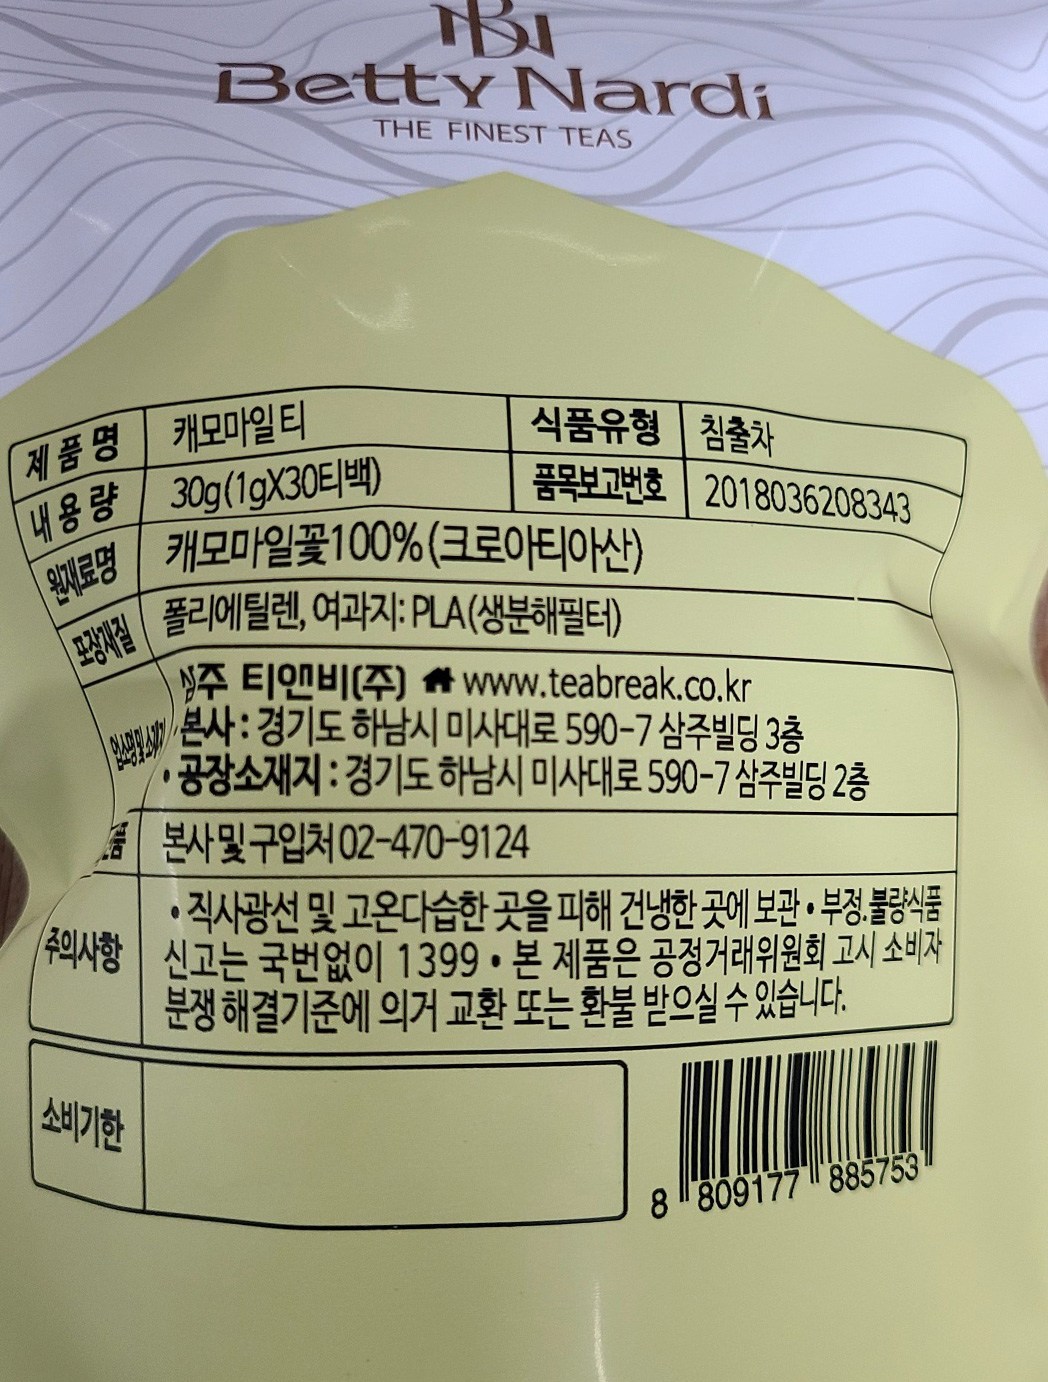 BN
Betty Nardi
THE FINEST TEAS
제품명 캐모마일티 식품유형 침출차
내용량 30g(1gX30티백) 품목보고번호 2018036208343
원재료명 캐모마일꽃100%(크로아티아산)
포장재질 폴리에틸렌, 여과지: PLA(생분해필터)
업소명 및 소재지 삼주 티앤비(주) www.teabreak.co.kr
• 본사 : 경기도 하남시 미사대로 590-7 삼주빌딩 3층
• 공장소재지 : 경기도 하남시 미사대로 590-7 삼주빌딩 2층
품 본사 및 구입처 02-470-9124
주의사항 • 직사광선 및 고온다습한 곳을 피해 건냉한 곳에 보관 • 부정.불량식품
신고는 국번없이 1399 • 본 제품은 공정거래위원회 고시 소비자
분쟁 해결기준에 의거 교환 또는 환불 받으실 수 있습니다.
소비기한
8 809177 885753